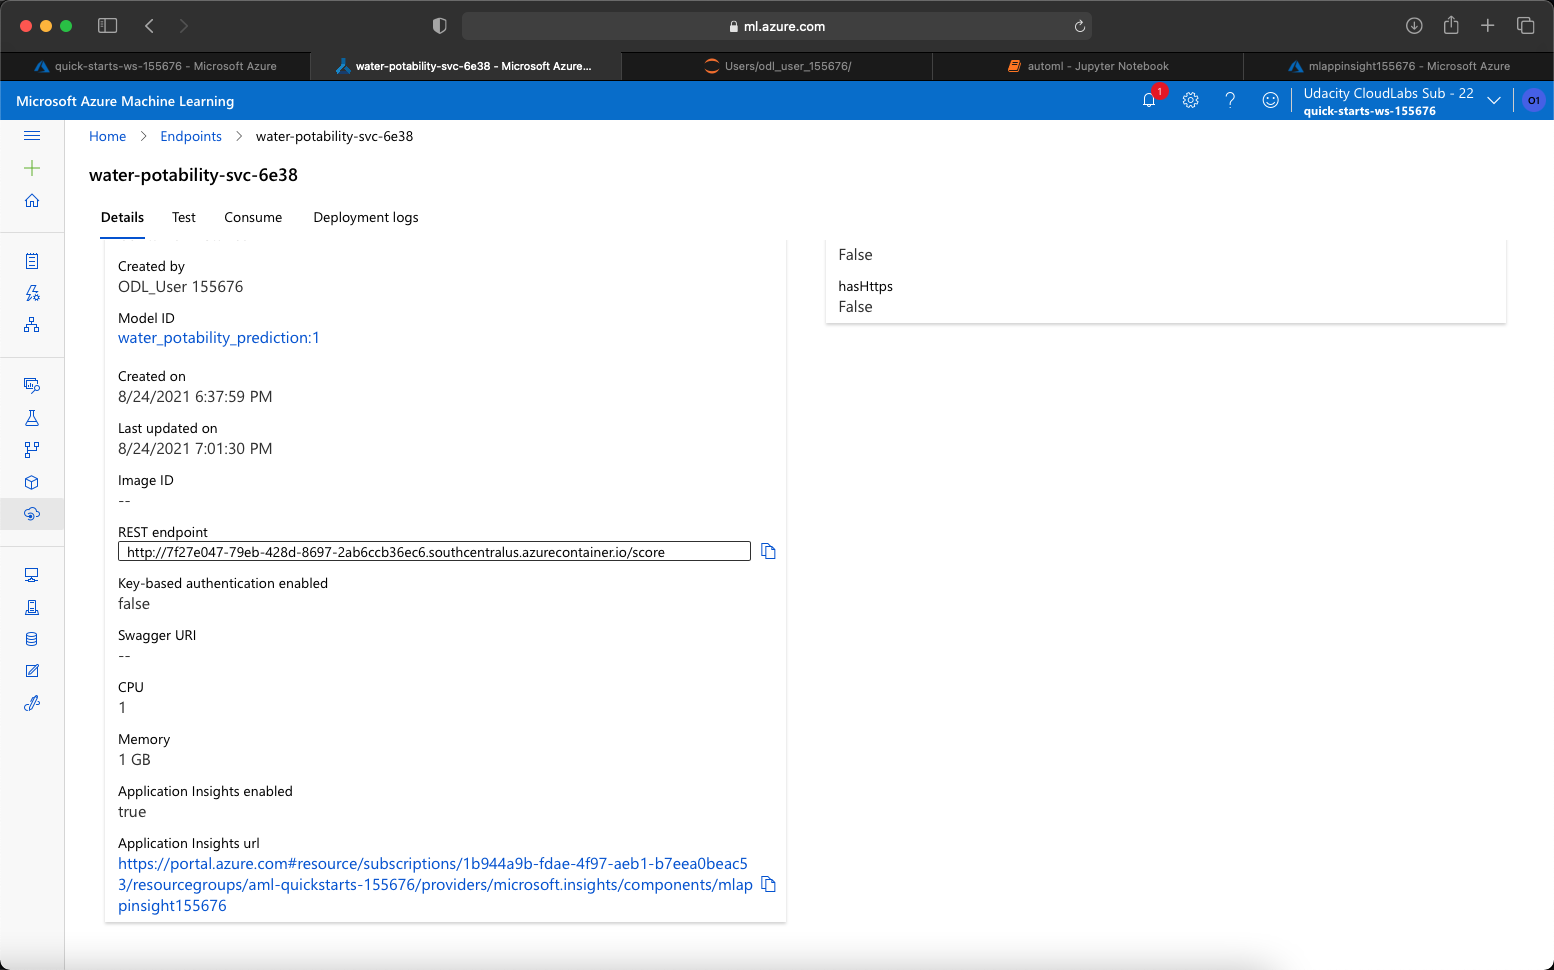 ml.azure.com
quick-starts-ws-155676 - Microsoft Azure
water-potability-svc-6e38 - Microsoft Azure...
Users/odl_user_155676/
automl - Jupyter Notebook
mlappinsight155676 - Microsoft Azure
Microsoft Azure Machine Learning
1
Udacity CloudLabs Sub - 22
quick-starts-ws-155676
O1
Home > Endpoints > water-potability-svc-6e38
water-potability-svc-6e38
Details Test Consume Deployment logs
Created by
ODL_User 155676
Model ID
water_potability_prediction:1
Created on
8/24/2021 6:37:59 PM
Last updated on
8/24/2021 7:01:30 PM
Image ID
--
REST endpoint
http://7f27e047-79eb-428d-8697-2ab6ccb36ec6.southcentralus.azurecontainer.io/score
Key-based authentication enabled
false
Swagger URI
--
CPU
1
Memory
1 GB
Application Insights enabled
true
Application Insights url
https://portal.azure.com#resource/subscriptions/1b944a9b-fdae-4f97-aeb1-b7eea0beac5
3/resourcegroups/aml-quickstarts-155676/providers/microsoft.insights/components/mlap
pinsight155676
False
hasHttps
False